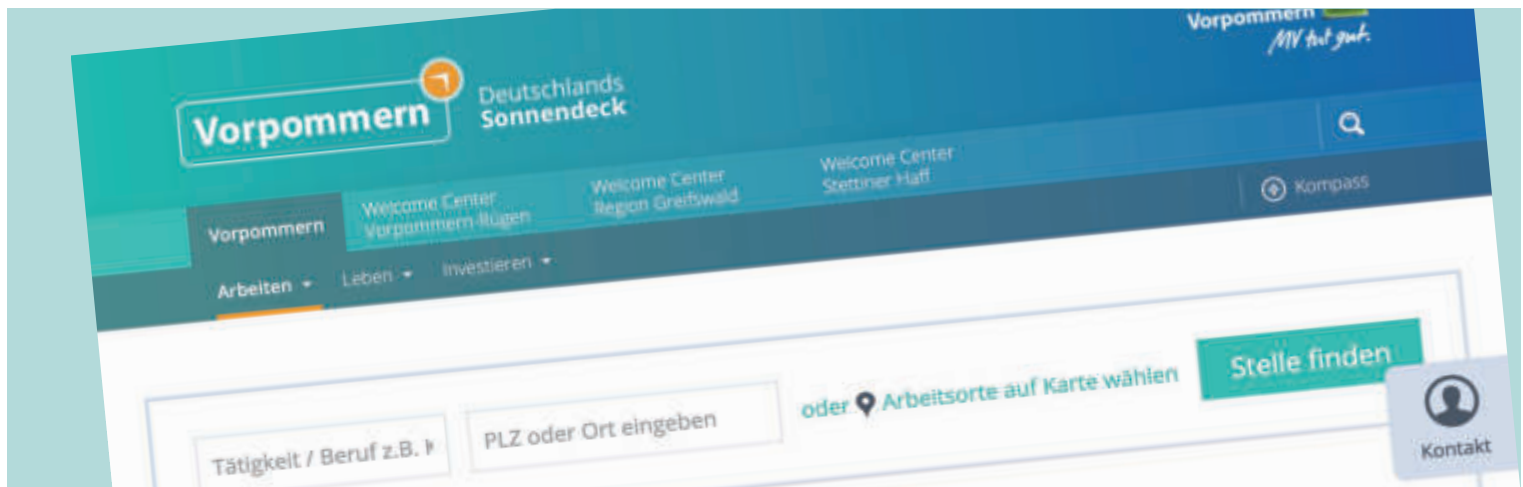 Vorpommern
MV tut gut.
Vorpommern
Deutschlands
Sonnendeck
Vorpommern
Welcome Center
Vorpommern-Rügen
Welcome Center
Region Greifswald
Welcome Center
Stettiner Haff
Arbeiten
Leben
Investieren
Kompass
Tätigkeit / Beruf z.B.
PLZ oder Ort eingeben
oder Arbeitsorte auf Karte wählen
Stelle finden
Kontakt